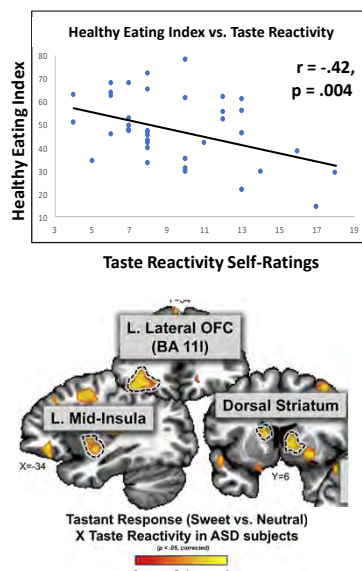 Healthy Eating Index vs. Taste Reactivity
r = -.42,
p = .004
Healthy Eating Index
80
70
60
50
40
30
20
10
3 5 7 9 11 13 15 17 19
Taste Reactivity Self-Ratings
L. Lateral OFC
(BA 11l)
L. Mid-Insula
Dorsal Striatum
X=-34
Y=6
Tastant Response (Sweet vs. Neutral)
X Taste Reactivity in ASD subjects
(p < .05, corrected)